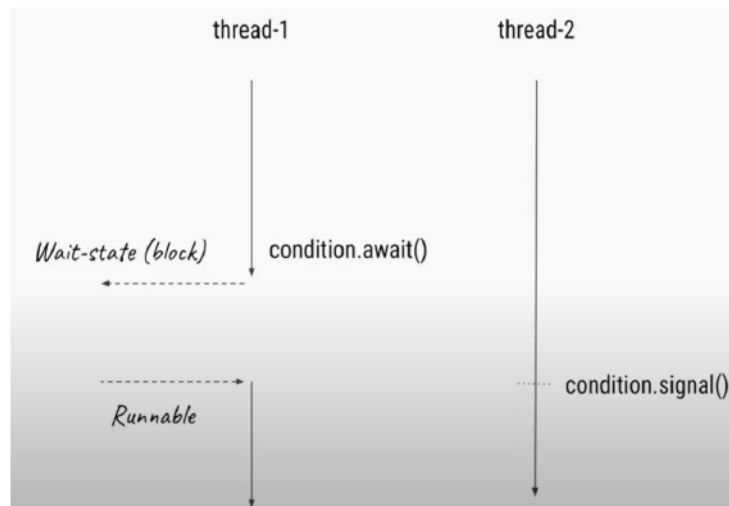 thread-1
thread-2
Wait-state (block)
condition.await()
condition.signal()
Runnable